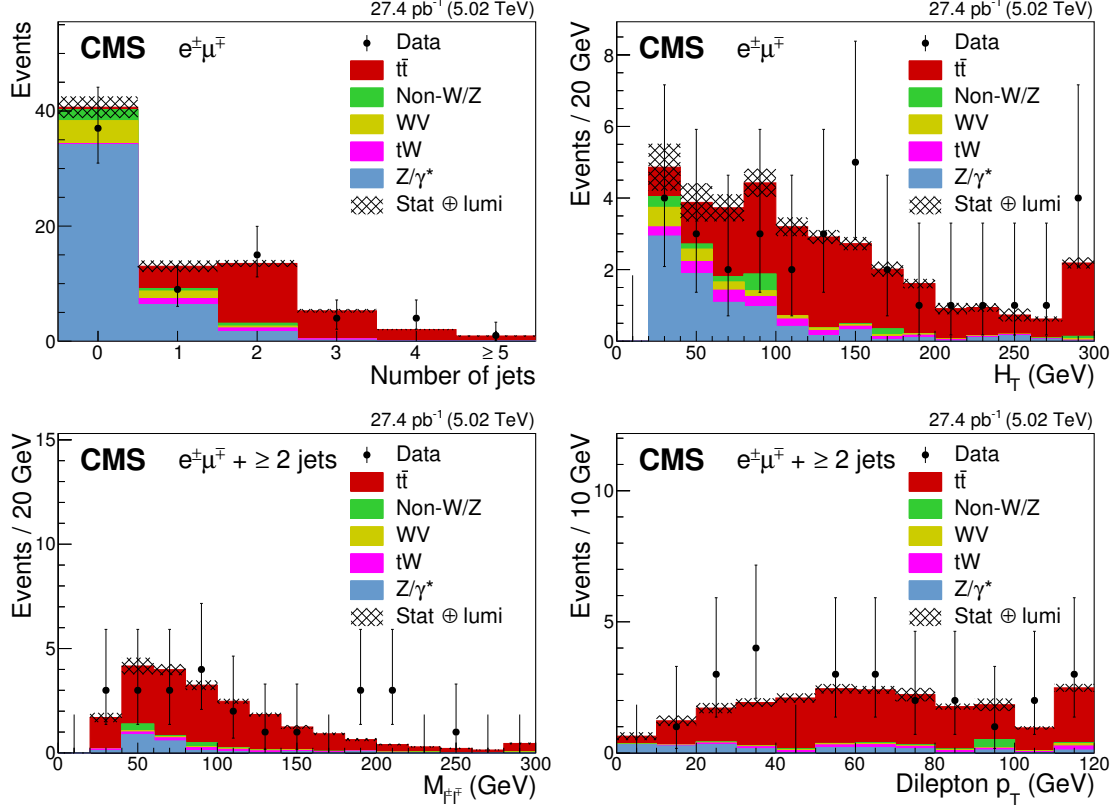 27.4 pb⁻¹ (5.02 TeV)
CMS e±μ∓
Data
tt̄
Non-W/Z
WV
tW
Z/γ*
Stat ⊕ lumi
Events
0
20
40
0 1 2 3 4 ≥5
Number of jets
27.4 pb⁻¹ (5.02 TeV)
CMS e±μ∓
Data
tt̄
Non-W/Z
WV
tW
Z/γ*
Stat ⊕ lumi
Events / 20 GeV
8
6
4
2
0
0 50 100 150 200 250 300
H_T (GeV)
27.4 pb⁻¹ (5.02 TeV)
CMS e±μ∓ + ≥ 2 jets
Data
tt̄
Non-W/Z
WV
tW
Z/γ*
Stat ⊕ lumi
Events / 20 GeV
15
10
5
0
0 50 100 150 200 250 300
M_l±l∓ (GeV)
27.4 pb⁻¹ (5.02 TeV)
CMS e±μ∓ + ≥ 2 jets
Data
tt̄
Non-W/Z
WV
tW
Z/γ*
Stat ⊕ lumi
Events / 10 GeV
10
5
0
0 20 40 60 80 100 120
Dilepton p_T (GeV)